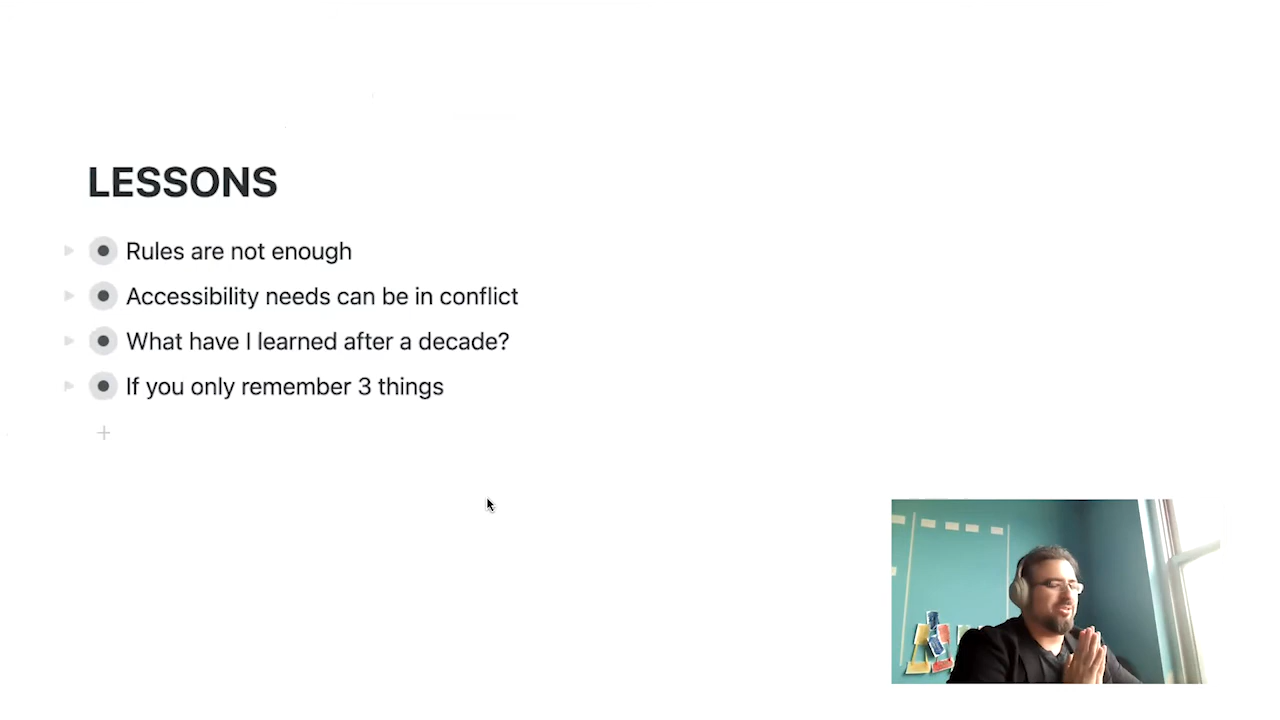 LESSONS
Rules are not enough
Accessibility needs can be in conflict
What have I learned after a decade?
If you only remember 3 things